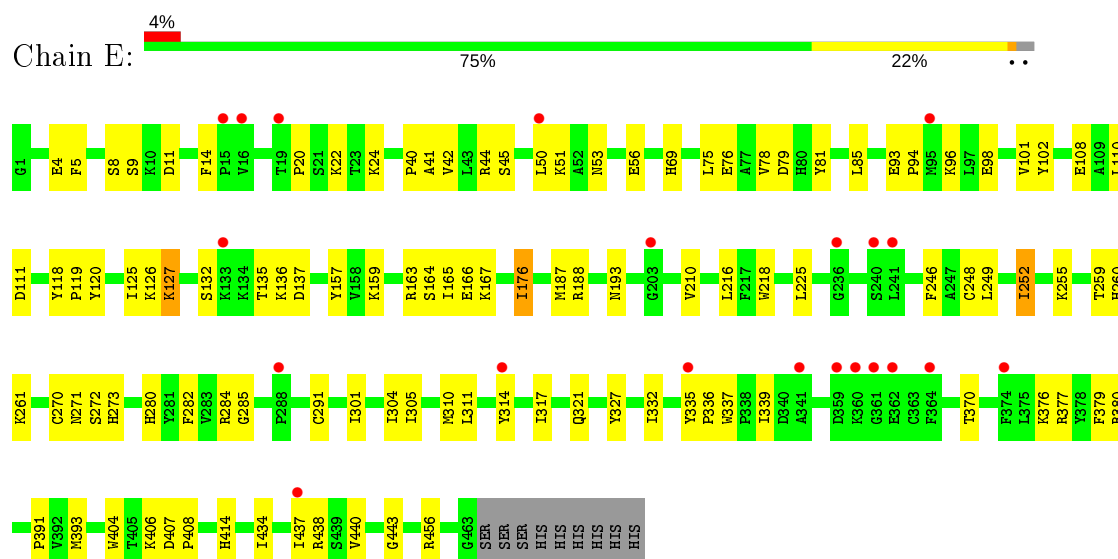 4%
Chain E:
75% 22% • •
G1 E4 F5 S8 S9 K10 D11 F14 P15 V16 T19 P20 S21 K22 T23 K24 P40 A41 V42 L43 R44 S45 L50 K51 A52 N53 E56 H69 L75 E76 A77 V78 D79 H80 Y81 L85 E93 P94 M95 K96 L97 E98 V101 Y102 E108 A109 L110
D111 Y118 P119 Y120 I125 K126 K127 S132 K133 K134 T135 K136 D137 Y157 V158 K159 R163 S164 I165 E166 K167 I176 M187 R188 N193 G203 V210 L216 F217 W218 L225 G236 S240 L241 F246 A247 C248 L249 I252 K255 T259 H260
K261 C270 N271 S272 H273 H280 Y281 F282 V283 R284 G285 P288 C291 I301 I304 I305 M310 L311 Y314 I317 Q321 Y327 I332 Y335 P336 W337 P338 I339 D340 A341 D359 K360 G361 E362 C363 F364 T370 F374 L375 K376 R377 Y378 F379
P391 V392 M393 W404 T405 K406 D407 P408 H414 I434 I437 R438 S439 V440 G443 R456 G463 SER SER SER HIS HIS HIS HIS HIS HIS